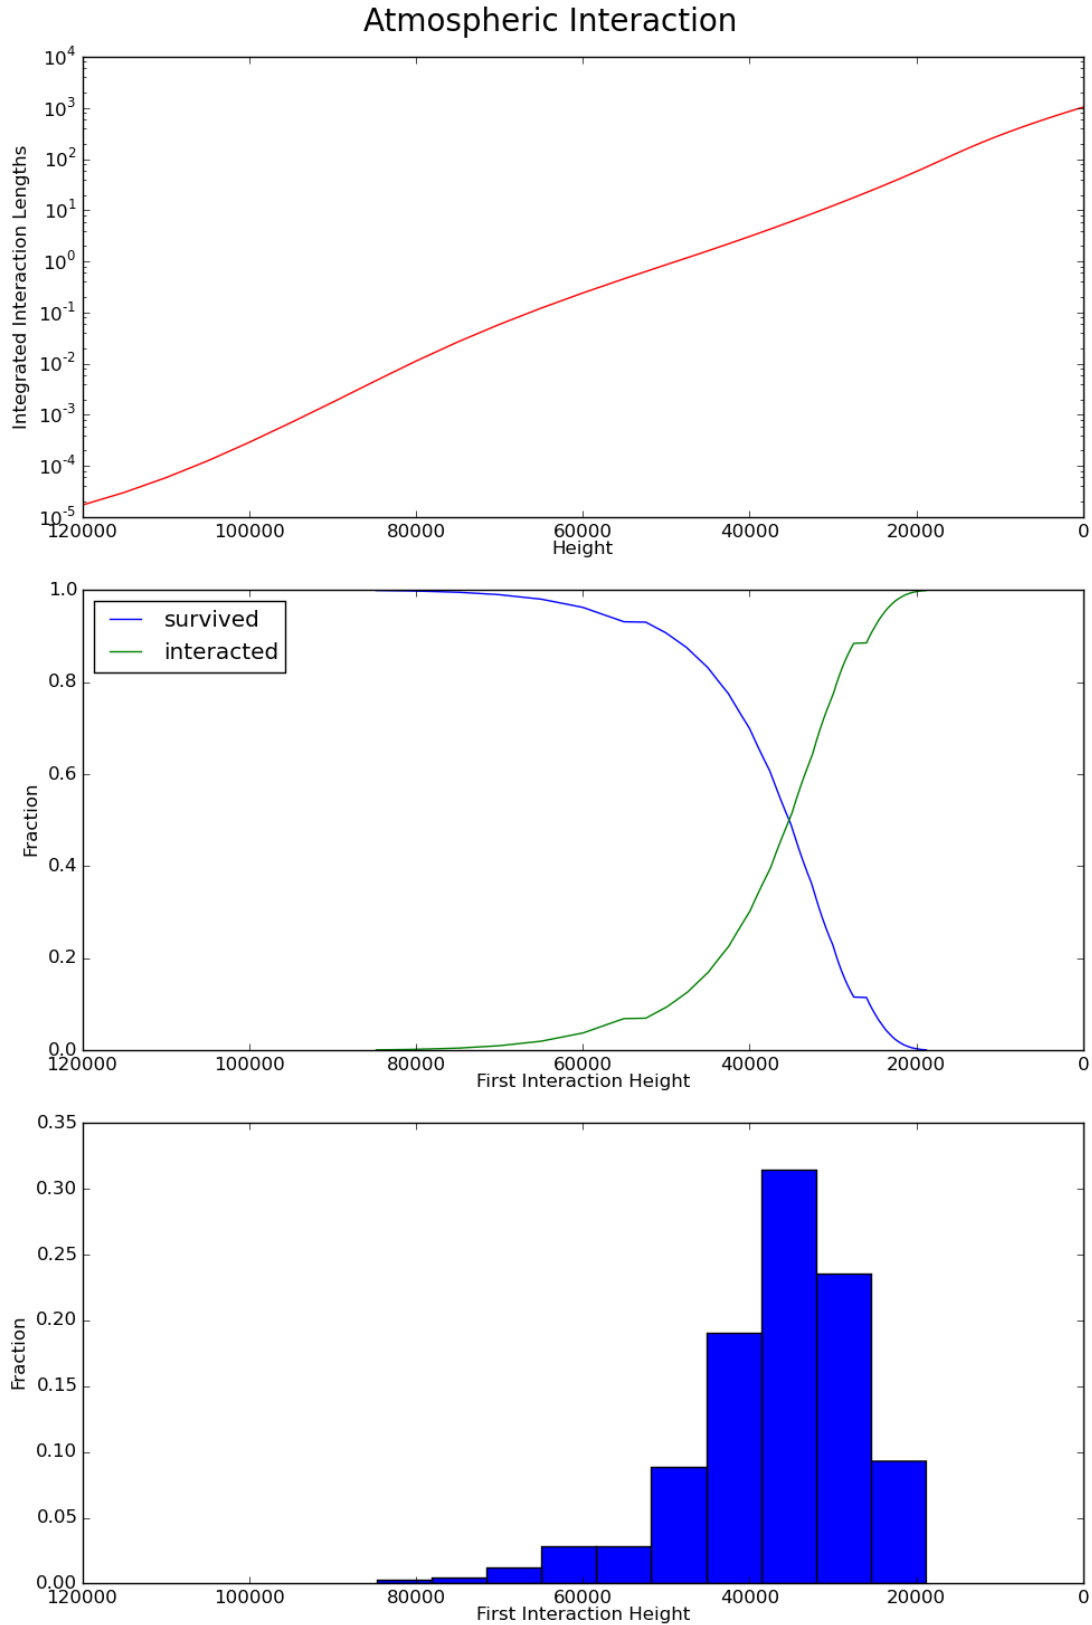 Atmospheric Interaction
10^4
10^3
10^2
10^1
10^0
10^-1
10^-2
10^-3
10^-4
10^-5
Integrated Interaction Lengths
120000 100000 80000 60000 40000 20000 0
Height
survived
interacted
1.0
0.8
0.6
0.4
0.2
0.0
Fraction
120000 100000 80000 60000 40000 20000 0
First Interaction Height
0.35
0.30
0.25
0.20
0.15
0.10
0.05
0.00
Fraction
120000 100000 80000 60000 40000 20000 0
First Interaction Height